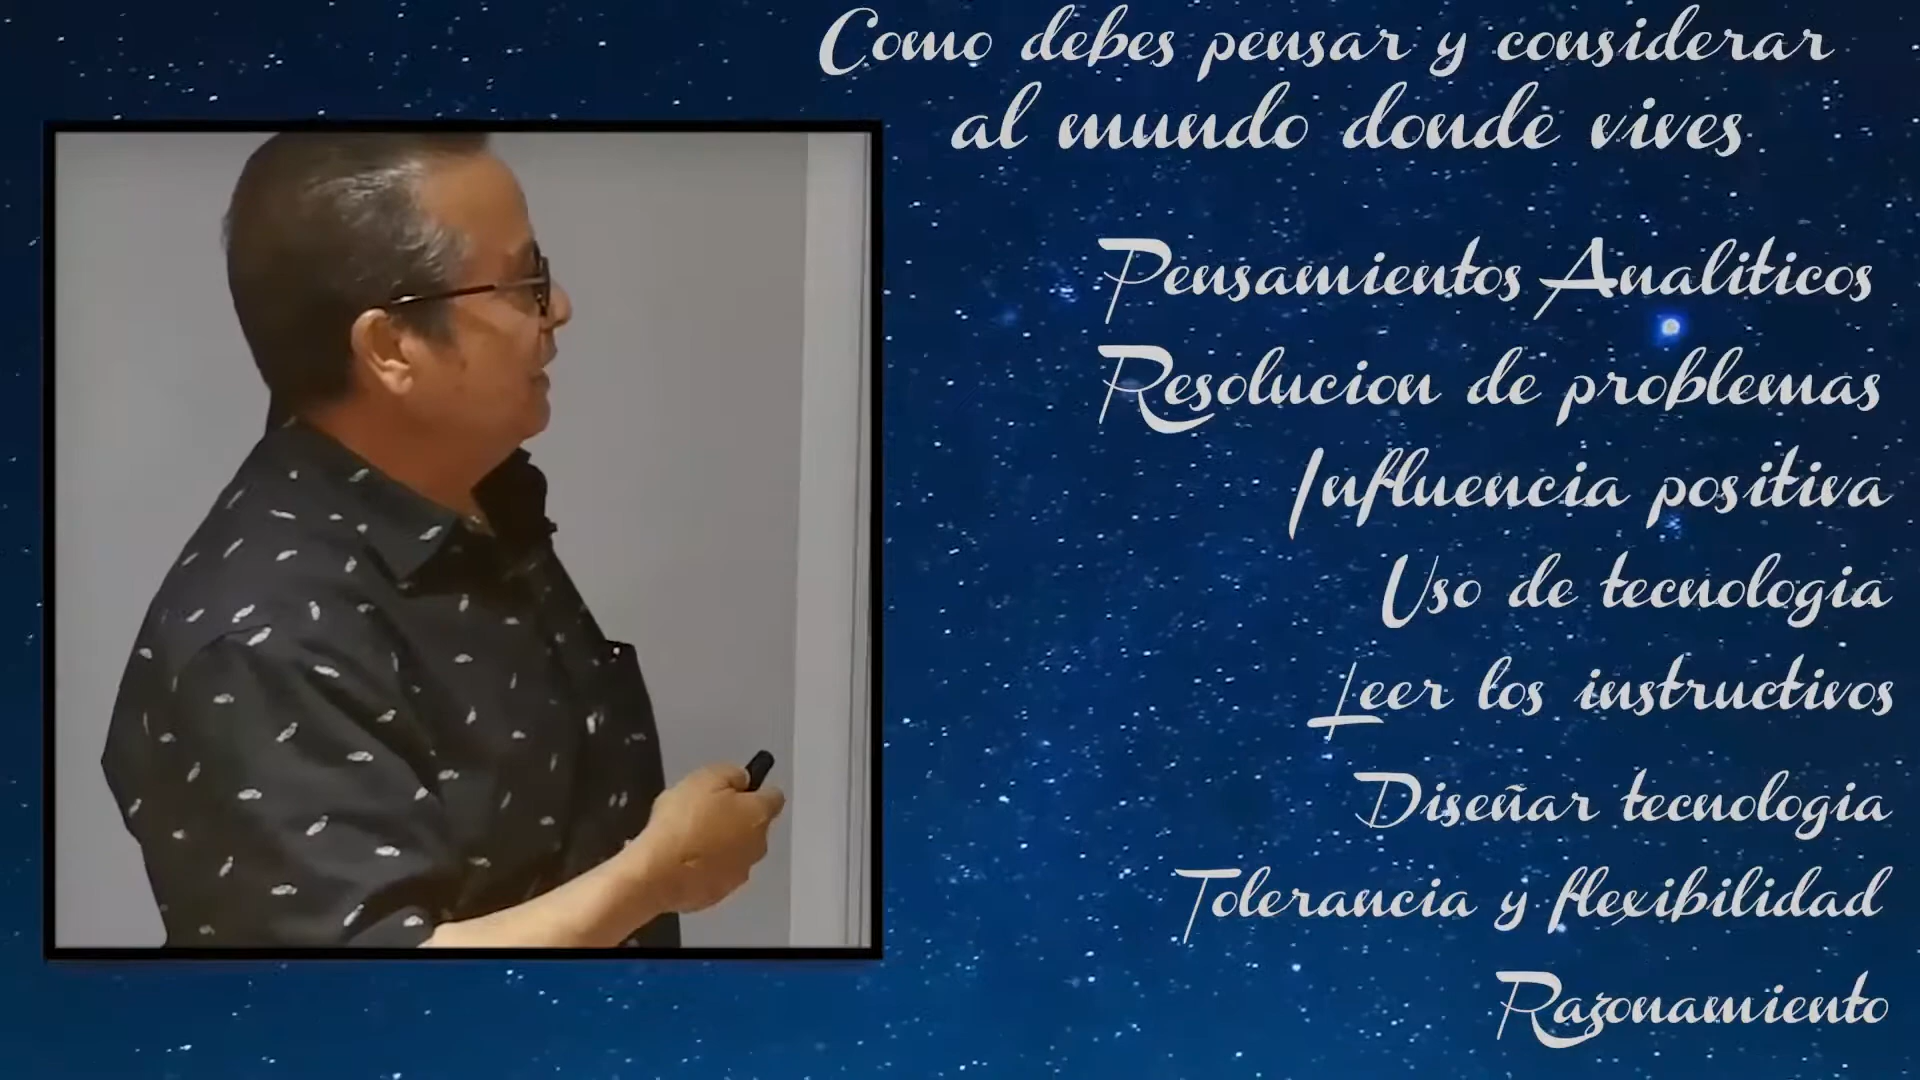 Como debes pensar y considerar
al mundo donde vives
Pensamientos Analiticos
Resolucion de problemas
Influencia positiva
Uso de tecnologia
Leer los instructivos
Diseñar tecnologia
Tolerancia y flexibilidad
Razonamiento